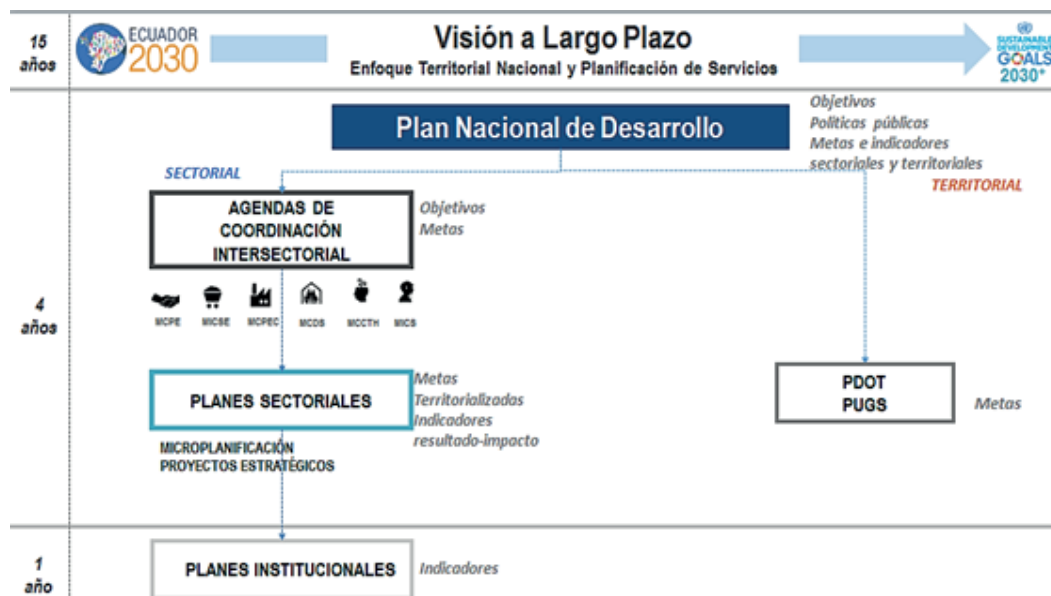 15
años
ECUADOR
2030
Visión a Largo Plazo
Enfoque Territorial Nacional y Planificación de Servicios
SUSTAINABLE
DEVELOPMENT
GOALS
2030+
Plan Nacional de Desarrollo
Objetivos
Políticas públicas
Metas e indicadores
sectoriales y territoriales
SECTORIAL
TERRITORIAL
AGENDAS DE
COORDINACIÓN
INTERSECTORIAL
Objetivos
Metas
4
años
MCPE MICSE MCPEC MCDS MCCTH MICS
PLANES SECTORIALES
Metas
Territorializadas
Indicadores
resultado-impacto
PDOT
PUGS
Metas
MICROPLANIFICACIÓN
PROYECTOS ESTRATÉGICOS
1
año
PLANES INSTITUCIONALES
Indicadores